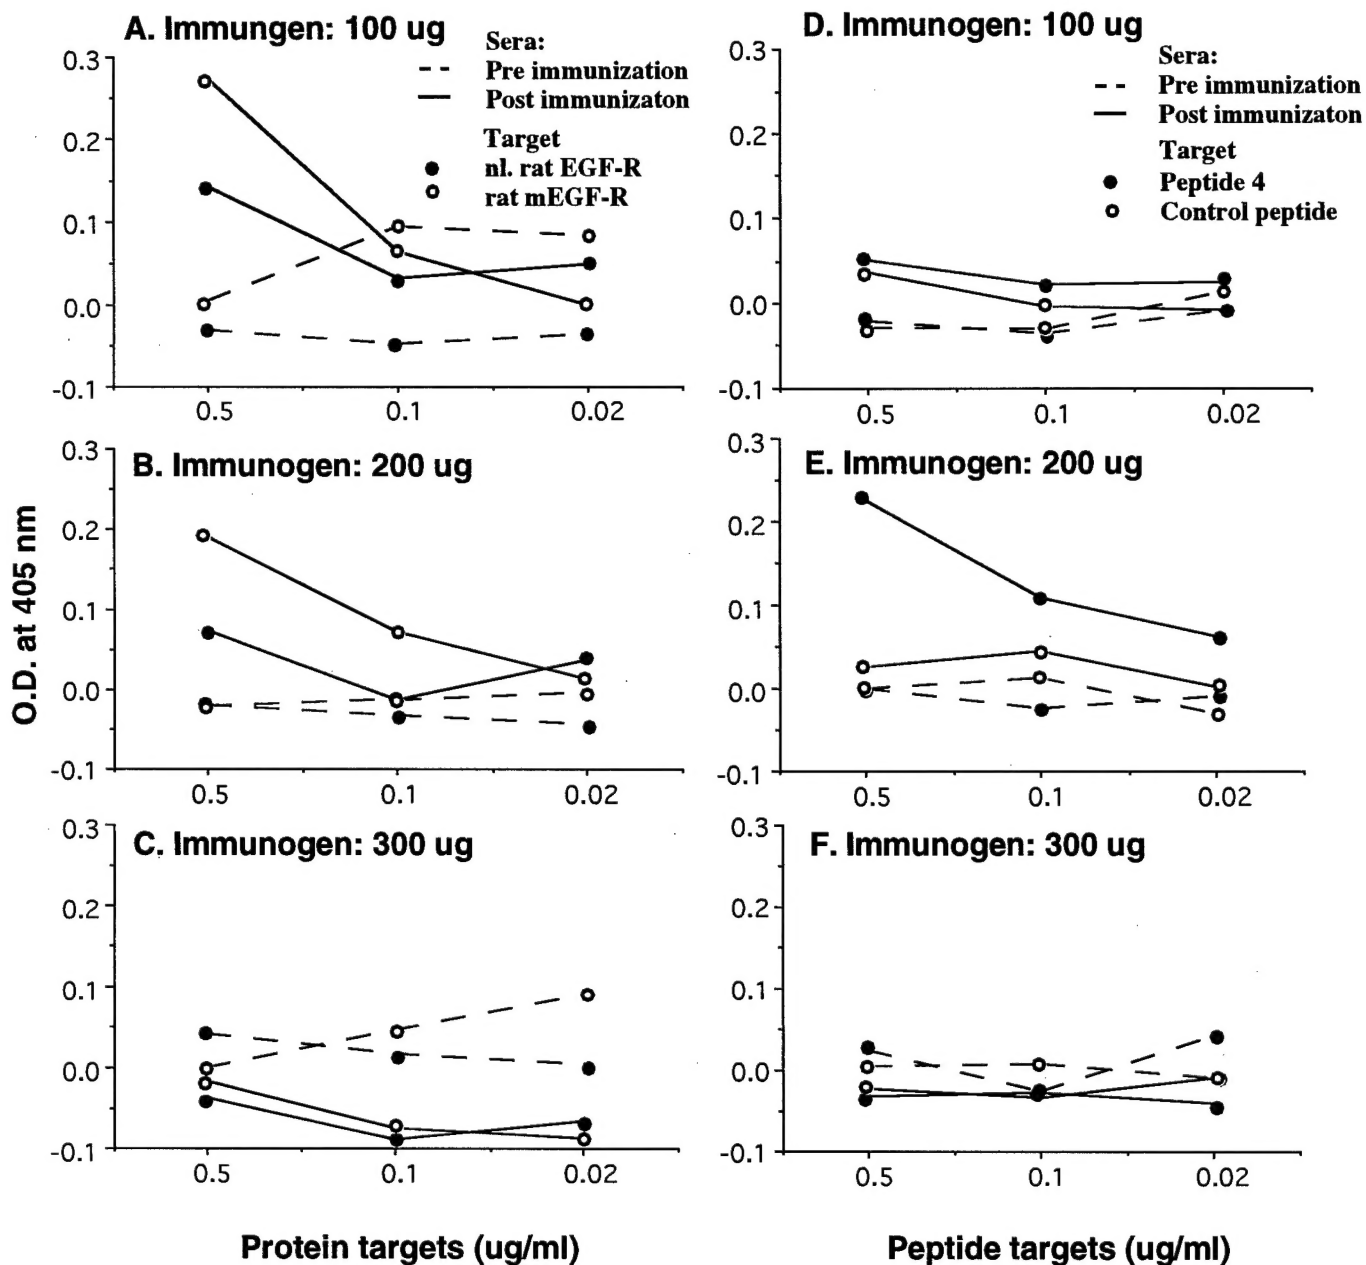 A. Immungen: 100 ug
Sera:
Pre immunization
Post immunizaton
Target
nl. rat EGF-R
rat mEGF-R
0.3
0.2
0.1
0.0
-0.1
0.5
0.1
0.02
D. Immunogen: 100 ug
Sera:
Pre immunization
Post immunizaton
Target
Peptide 4
Control peptide
0.3
0.2
0.1
0.0
-0.1
0.5
0.1
0.02
B. Immunogen: 200 ug
0.3
0.2
0.1
0.0
-0.1
0.5
0.1
0.02
E. Immunogen: 200 ug
0.3
0.2
0.1
0.0
-0.1
0.5
0.1
0.02
O.D. at 405 nm
C. Immunogen: 300 ug
0.3
0.2
0.1
0.0
-0.1
0.5
0.1
0.02
F. Immunogen: 300 ug
0.3
0.2
0.1
0.0
-0.1
0.5
0.1
0.02
Protein targets (ug/ml)
Peptide targets (ug/ml)